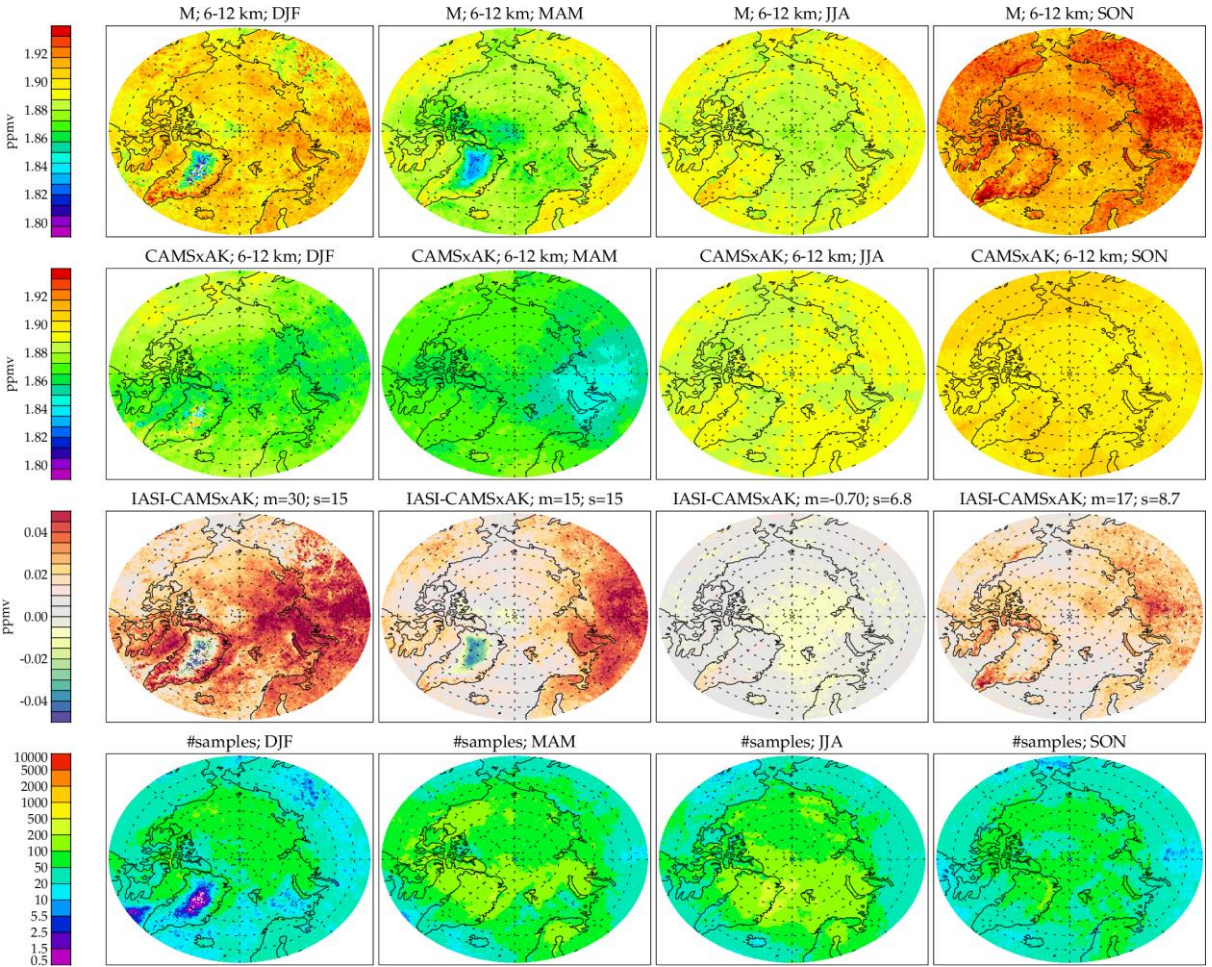 M; 6-12 km; DJF
M; 6-12 km; MAM
M; 6-12 km; JJA
M; 6-12 km; SON
1.92
1.90
1.88
1.86
1.84
1.82
1.80
ppmv
CAMSxAK; 6-12 km; DJF
CAMSxAK; 6-12 km; MAM
CAMSxAK; 6-12 km; JJA
CAMSxAK; 6-12 km; SON
1.92
1.90
1.88
1.86
1.84
1.82
1.80
ppmv
IASI-CAMSxAK; m=30; s=15
IASI-CAMSxAK; m=15; s=15
IASI-CAMSxAK; m=-0.70; s=6.8
IASI-CAMSxAK; m=17; s=8.7
0.04
0.02
0.00
-0.02
-0.04
ppmv
#samples; DJF
#samples; MAM
#samples; JJA
#samples; SON
10000
5000
2000
1000
500
200
100
50
20
10
5.5
2.5
1.5
0.5